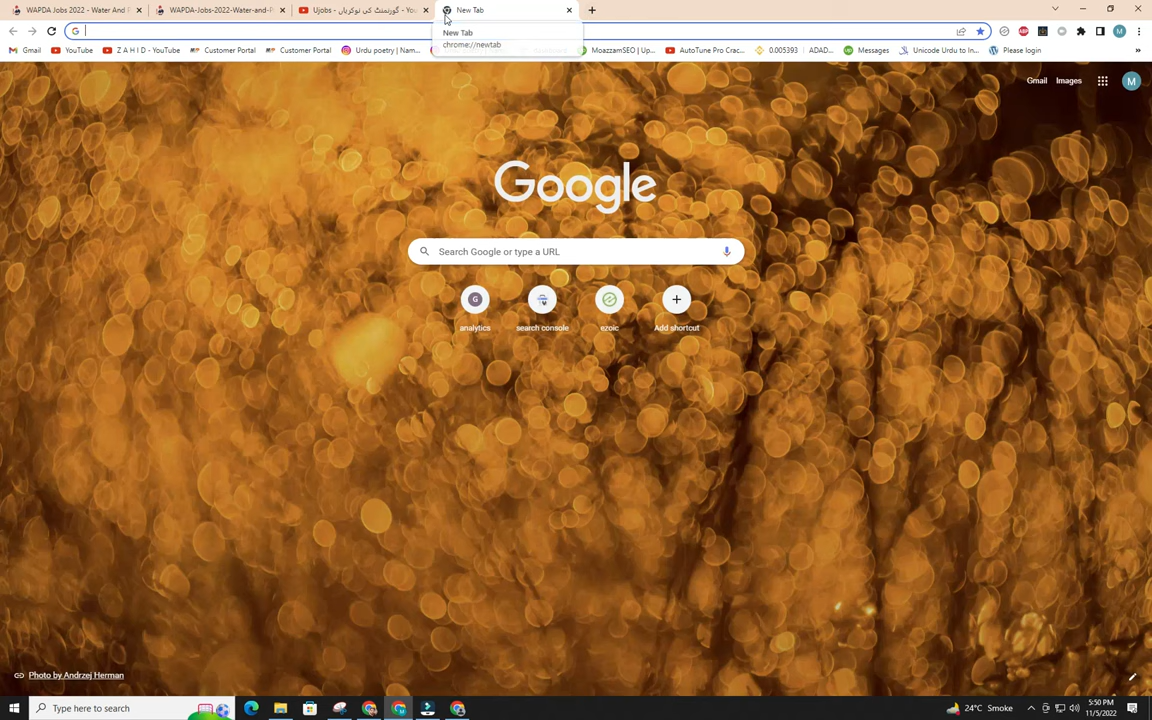 WAPDA Jobs 2022 - Water And P
WAPDA-Jobs-2022-Water-and-P
Ujobs - گورنمنٹ کی نوکریاں - You
New Tab
New Tab
chrome://newtab
Gmail
YouTube
Z A H I D - YouTube
Customer Portal
Customer Portal
Urdu poetry | Nam...
MoazzamSEO | Up...
AutoTune Pro Crac...
0.005393 | ADAD...
Messages
Unicode Urdu to In...
Please login
»
Gmail
Images
M
Google
Search Google or type a URL
G
analytics
search console
ezoic
Add shortcut
Photo by Andrzej Herman
Type here to search
24°C Smoke
5:50 PM
11/5/2022